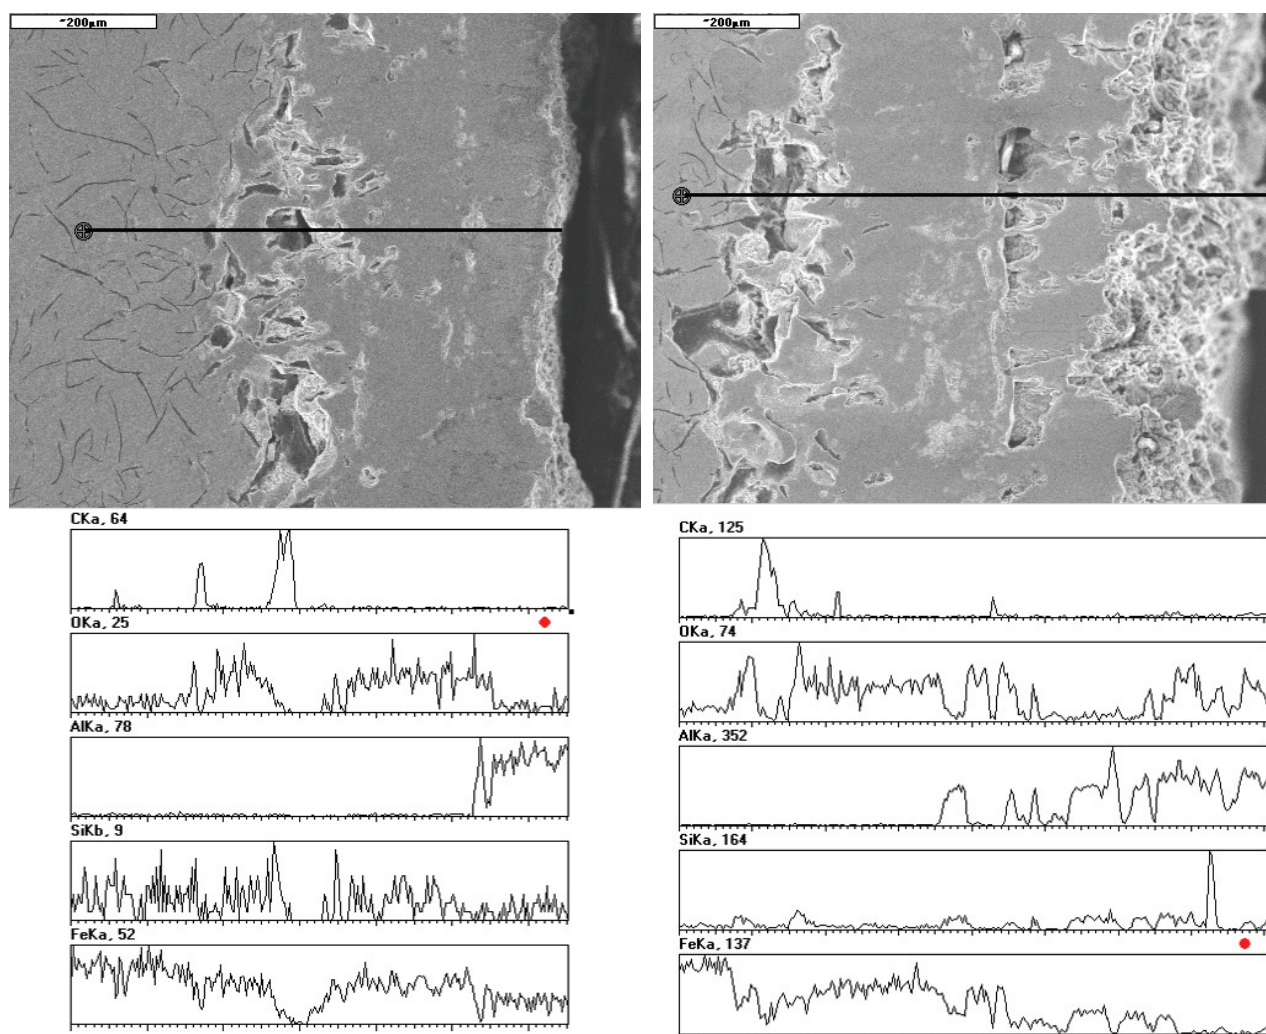 ~200µm
~200µm
CKa, 64
OKa, 25
AlKa, 78
SiKb, 9
FeKa, 52
CKa, 125
OKa, 74
AlKa, 352
SiKa, 164
FeKa, 137